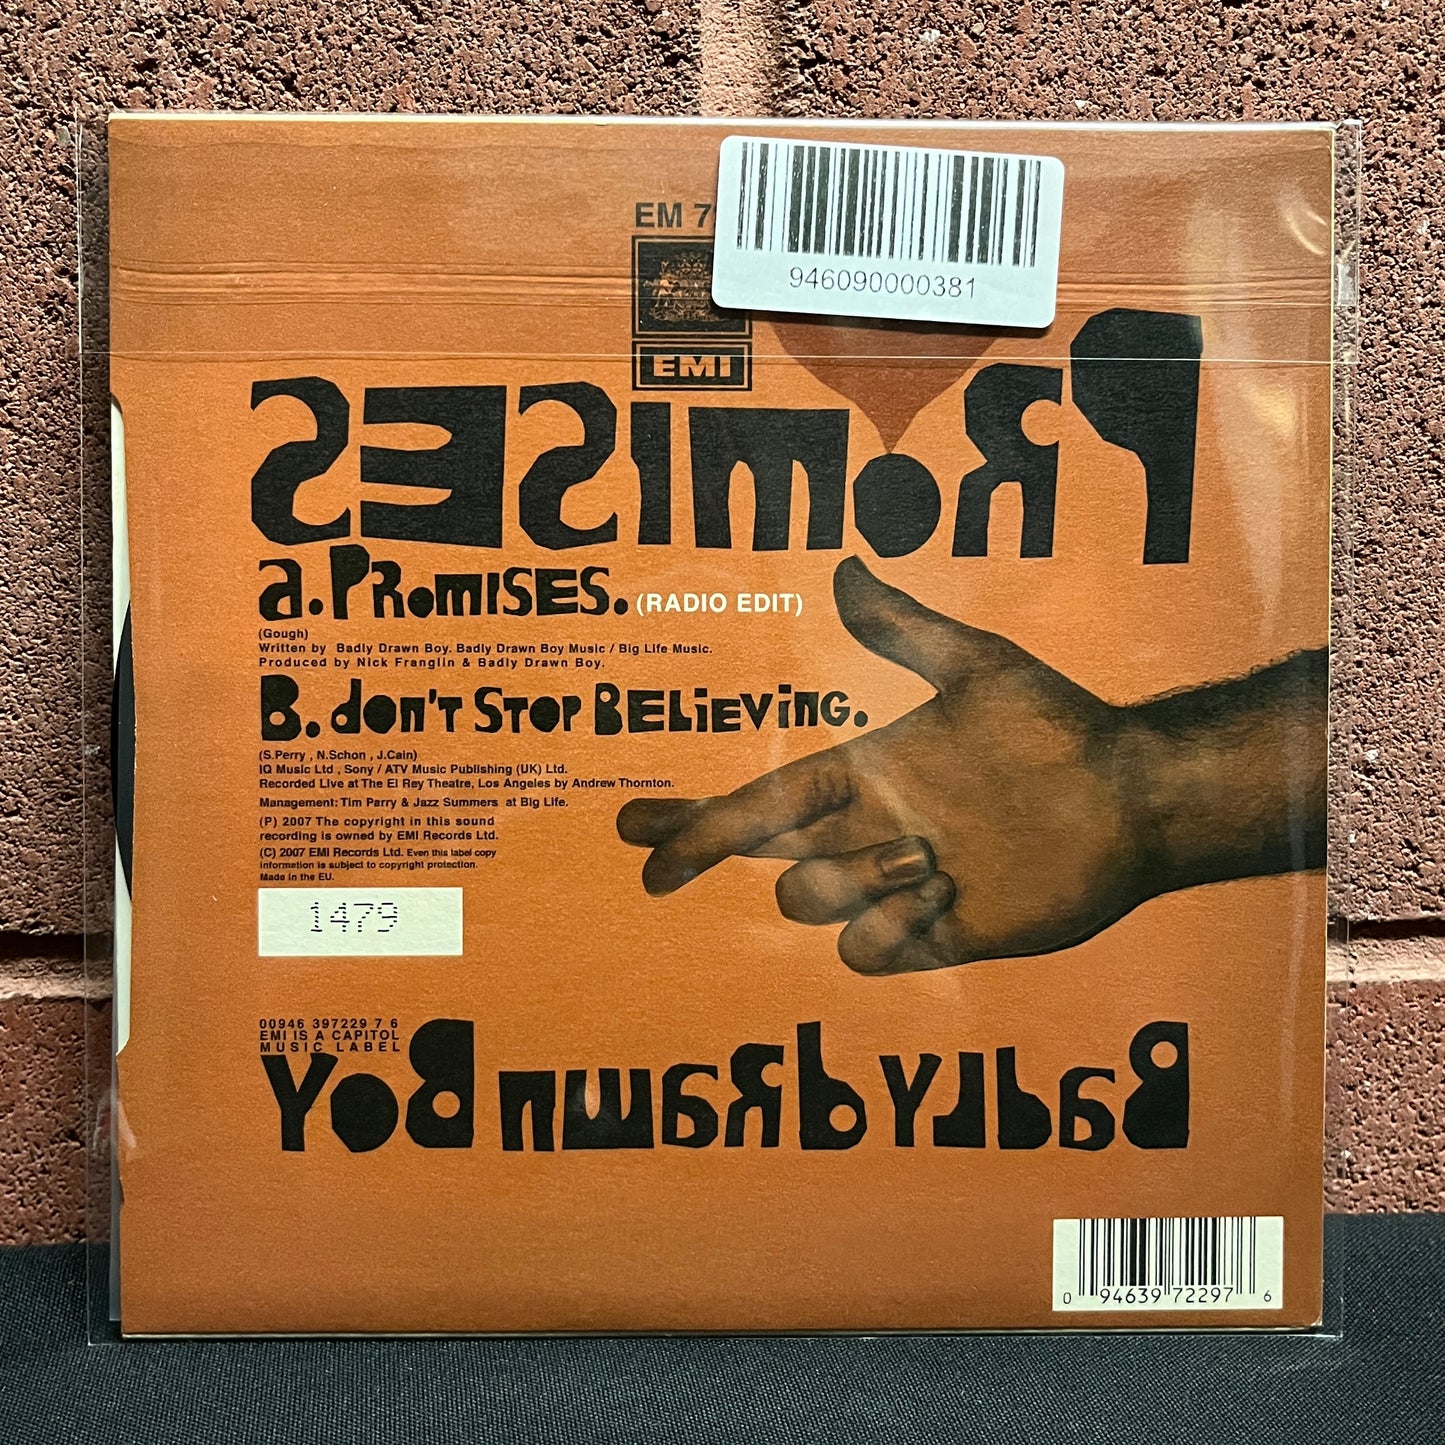 946090000381
EM 7
EMI
PRomISES
a. PRomISES. (RADIO EDIT)
(Gough)
Written by Badly Drawn Boy. Badly Drawn Boy Music / Big Life Music.
Produced by Nick Franglin & Badly Drawn Boy.
B. don't STOP BELiEViNG.
(S.Perry , N.Schon , J.Cain)
IQ Music Ltd , Sony / ATV Music Publishing (UK) Ltd.
Recorded Live at The El Rey Theatre, Los Angeles by Andrew Thornton.
Management: Tim Parry & Jazz Summers at Big Life.
(P) 2007 The copyright in this sound
recording is owned by EMI Records Ltd.
(C) 2007 EMI Records Ltd. Even this label copy
information is subject to copyright protection.
Made in the EU.
1479
00946 397229 7 6
EMI IS A CAPITOL
MUSIC LABEL
BadLY dRawn BoY
0 94639 72297 6